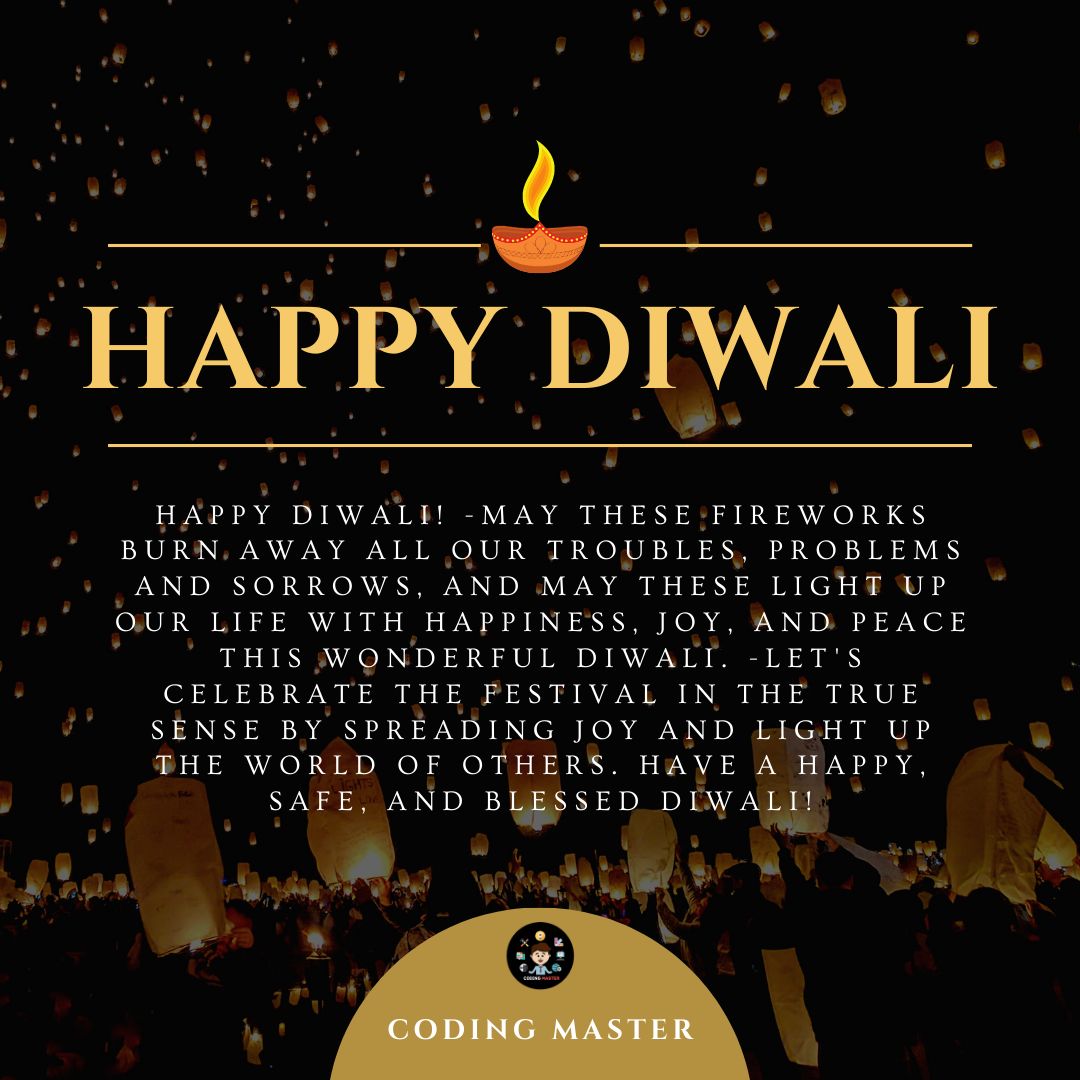 HAPPY DIWALI
HAPPY DIWALI! -MAY THESE FIREWORKS
BURN AWAY ALL OUR TROUBLES, PROBLEMS
AND SORROWS, AND MAY THESE LIGHT UP
OUR LIFE WITH HAPPINESS, JOY, AND PEACE
THIS WONDERFUL DIWALI. -LET'S
CELEBRATE THE FESTIVAL IN THE TRUE
SENSE BY SPREADING JOY AND LIGHT UP
THE WORLD OF OTHERS. HAVE A HAPPY,
SAFE, AND BLESSED DIWALI!
CODING MASTER
CODING MASTER